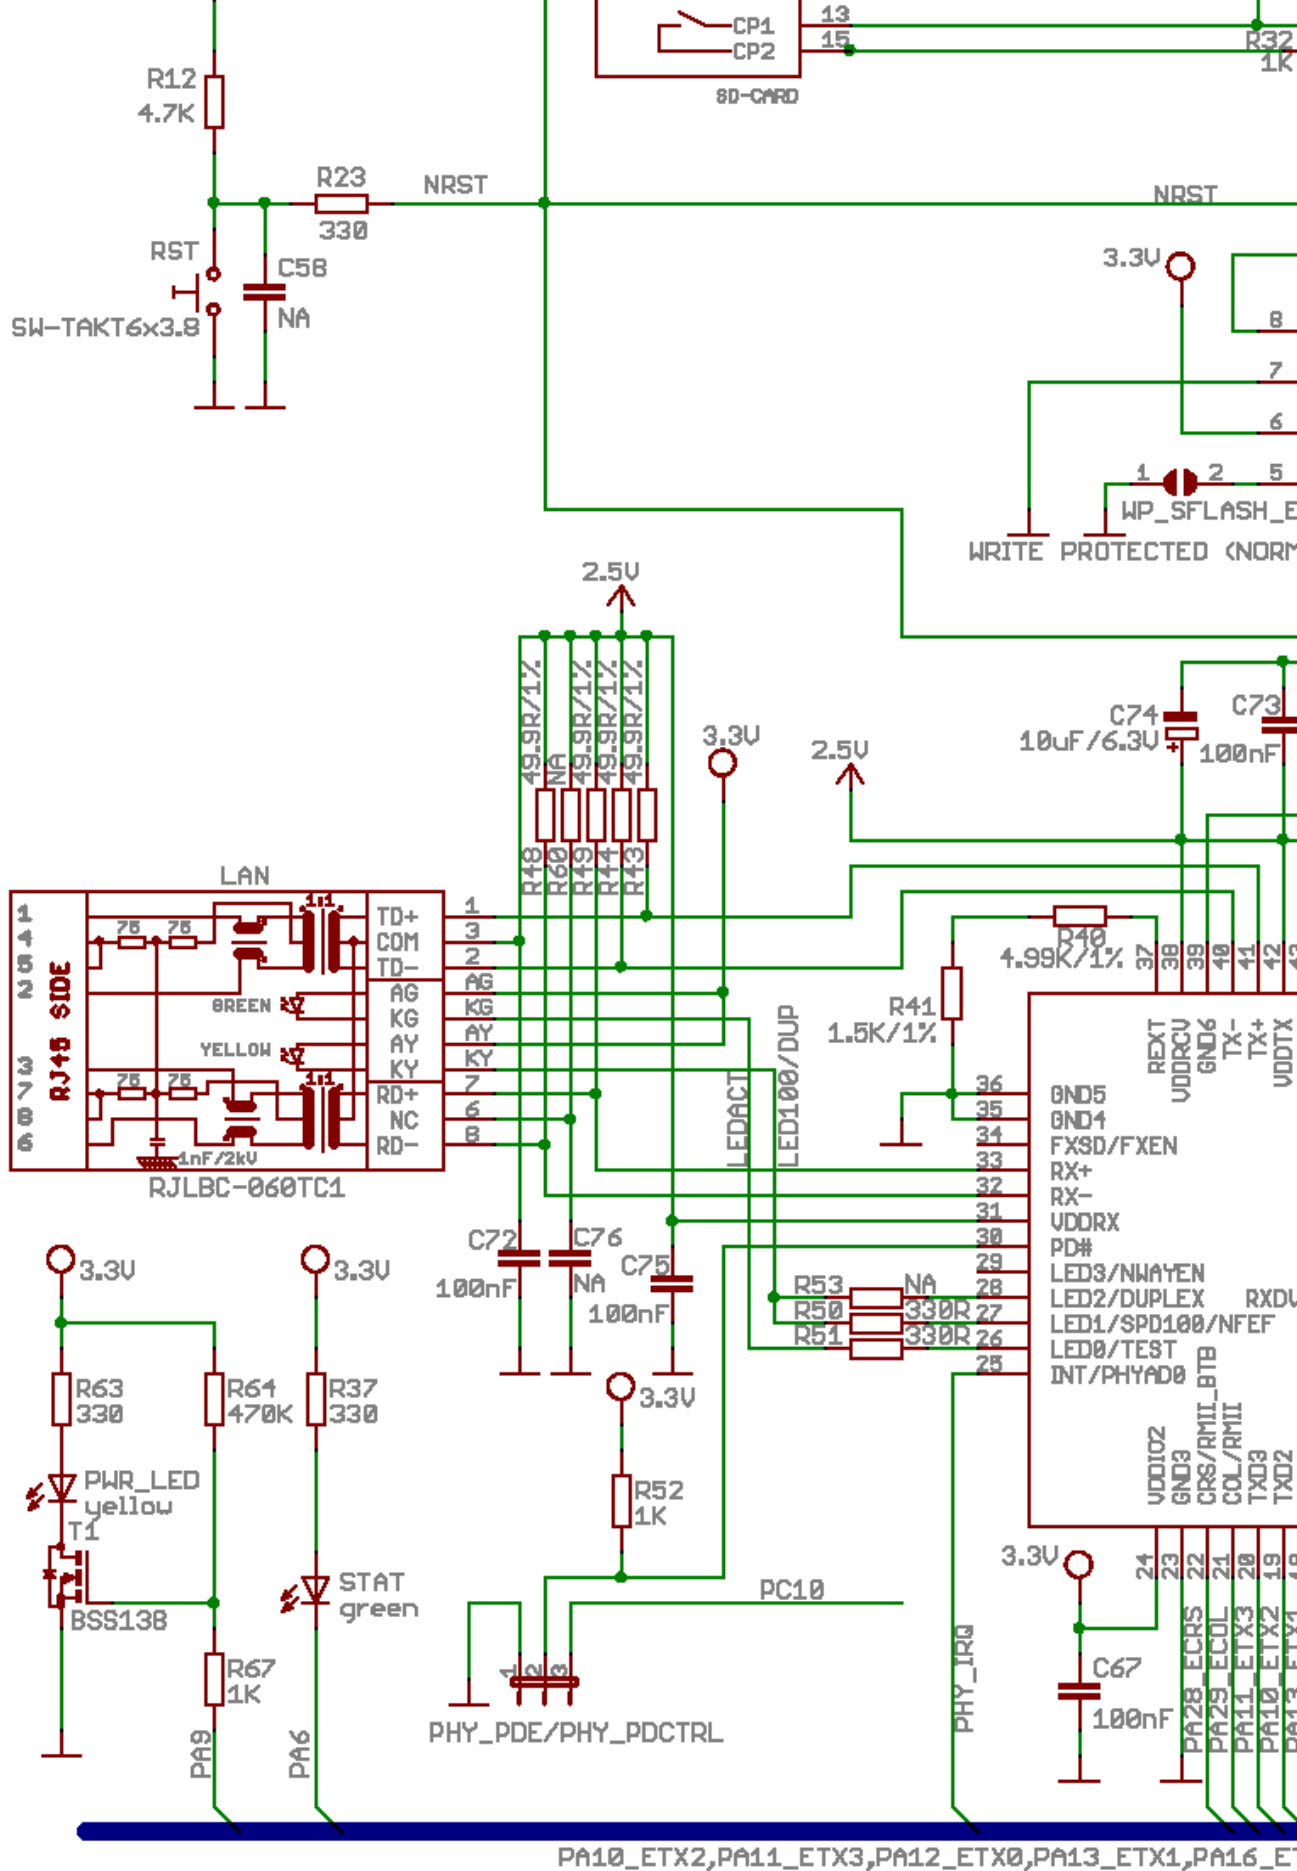 13
CP1
15
CP2
R32
1K
SD-CARD
R12
4.7K
R23
330
NRST
NRST
RST
C58
NA
SW-TAKT6x3.8
3.3V
8
7
6
1
2
5
WP_SFLASH_E
WRITE PROTECTED (NORM
2.5V
49.9R/1%
NA
49.9R/1%
49.9R/1%
49.9R/1%
R48
R60
R49
R44
R43
3.3V
2.5V
C74
10uF/6.3V
+
C73
100nF
LAN
1
4
5
2
3
7
8
6
RJ45 SIDE
75
75
1:1
GREEN
YELLOW
75
75
1:1
1nF/2kV
TD+
COM
TD-
AG
KG
AY
KY
RD+
NC
RD-
1
3
2
AG
KG
AY
KY
7
6
8
RJLBC-060TC1
LEDACT
LED100/DUP
R40
4.99K/1%
R41
1.5K/1%
37
38
39
40
41
42
43
REXT
VDDRCV
GND6
TX-
TX+
VDDTX
36
GND5
35
GND4
34
FXSD/FXEN
33
RX+
32
RX-
31
VDDRX
30
PD#
29
LED3/NWAYEN
28
LED2/DUPLEX
RXDV
27
LED1/SPD100/NFEF
26
LED0/TEST
25
INT/PHYAD0
R53
NA
R50
330R
R51
330R
C72
100nF
C76
NA
C75
100nF
3.3V
3.3V
R63
330
R64
470K
R37
330
3.3V
R52
1K
PWR_LED
yellow
T1
BSS138
STAT
green
R67
1K
PA9
PA6
PC10
1
2
3
PHY_PDE/PHY_PDCTRL
PHY_IRQ
VDDIO2
GND3
CRS/RMII_BTB
COL/RMII
TXD3
TXD2
24
23
22
21
20
19
18
3.3V
C67
100nF
PA28_ECRS
PA29_ECOL
PA11_ETX3
PA10_ETX2
PA13_ETX1
PA10_ETX2,PA11_ETX3,PA12_ETX0,PA13_ETX1,PA16_ET